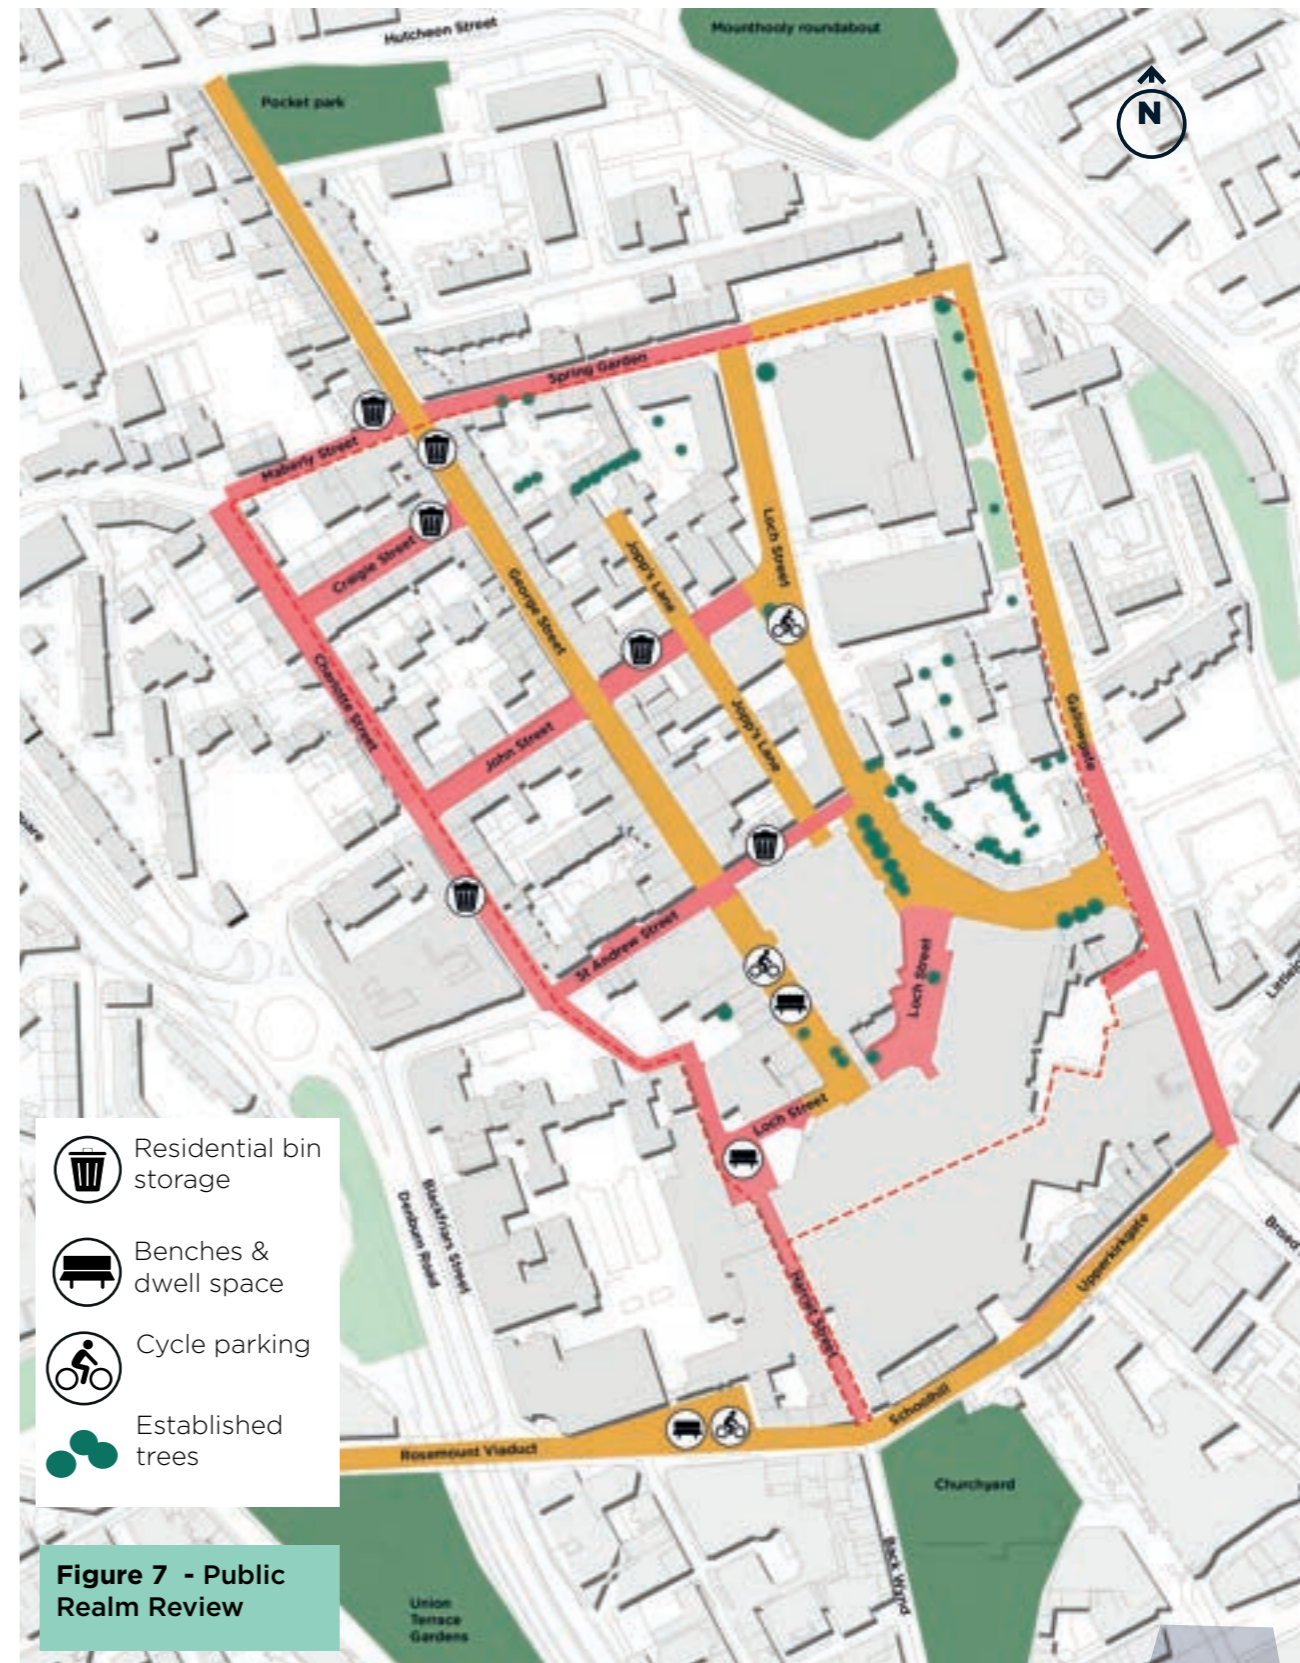 Hutcheon Street
Mounthooly roundabout
Pocket park
N
Spring Garden
Maberly Street
Craigie Street
Loch Street
Jopp's Lane
George Street
Charlotte Street
John Street
Jopp's Lane
Gallowgate
St Andrew Street
Loch Street
Loch Street
Residential bin
storage
Benches &
dwell space
Cycle parking
Established
trees
Blackfriars Street
Denburn Road
Harriet Street
Upperkirkgate
Broad
Schoolhill
Rosemount Viaduct
Churchyard
Back Wynd
Figure 7 - Public
Realm Review
Union
Terrace
Gardens